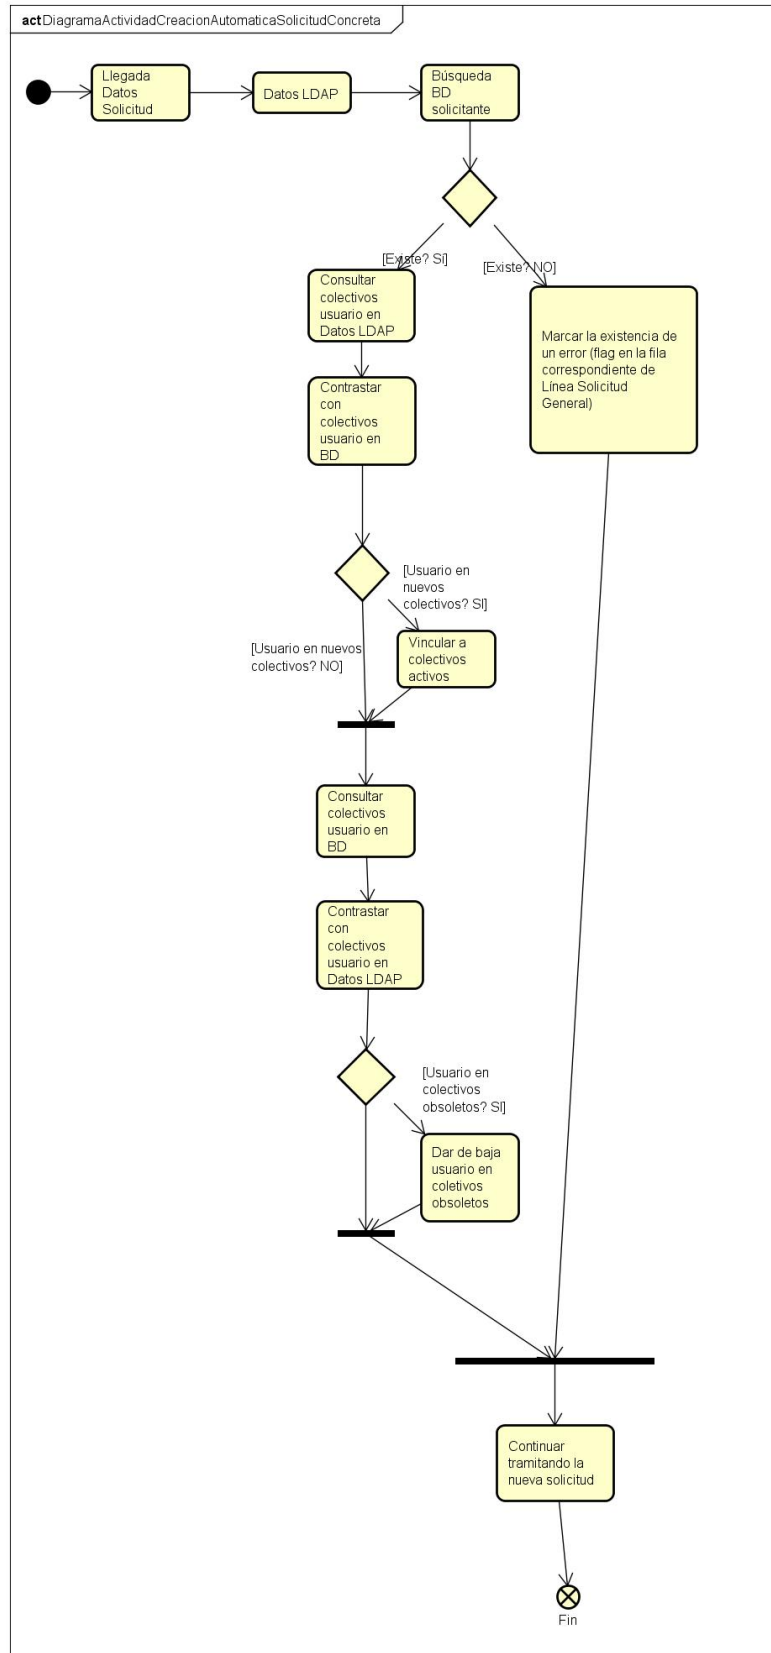 act DiagramaActividadCreacionAutomaticaSolicitudConcreta
Llegada
Datos
Solicitud
Datos LDAP
Búsqueda
BD
solicitante
[Existe? Sí]
[Existe? NO]
Consultar
colectivos
usuario en
Datos LDAP
Marcar la existencia de
un error (flag en la fila
correspondiente de
Línea Solicitud
General)
Contrastar
con
colectivos
usuario en
BD
[Usuario en
nuevos
colectivos? SI]
[Usuario en nuevos
colectivos? NO]
Vincular a
colectivos
activos
Consultar
colectivos
usuario en
BD
Contrastar
con
colectivos
usuario en
Datos LDAP
[Usuario en
colectivos
obsoletos? SI]
Dar de baja
usuario en
coletivos
obsoletos
Continuar
tramitando la
nueva solicitud
Fin